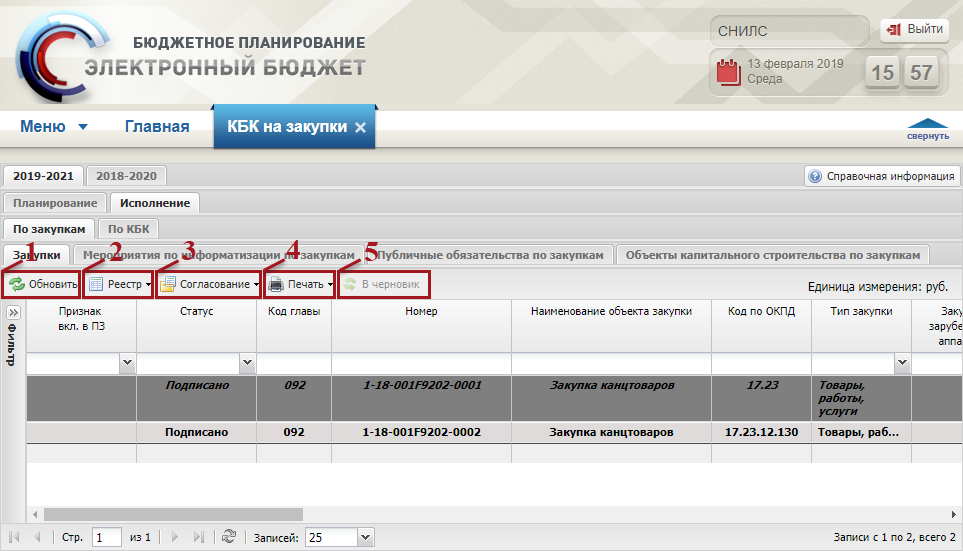 БЮДЖЕТНОЕ ПЛАНИРОВАНИЕ
ЭЛЕКТРОННЫЙ БЮДЖЕТ
СНИЛС
Выйти
13 февраля 2019
Среда
15 57
Меню Главная КБК на закупки
свернуть
2019-2021 2018-2020
Справочная информация
Планирование Исполнение
По закупкам По КБК
1 2 3 4 5
Закупки Мероприятия по информатизации по закупкам Публичные обязательства по закупкам Объекты капитального строительства по закупкам
Обновить Реестр Согласование Печать В черновик
Единица измерения: руб.
Фильтр
Признак вкл. в ПЗ Статус Код главы Номер Наименование объекта закупки Код по ОКПД Тип закупки Заку
заруб
аппа
Подписано 092 1-18-001F9202-0001 Закупка канцтоваров 17.23 Товары,
работы,
услуги
Подписано 092 1-18-001F9202-0002 Закупка канцтоваров 17.23.12.130 Товары, раб...
Стр. 1 из 1 Записей: 25 Записи с 1 по 2, всего 2